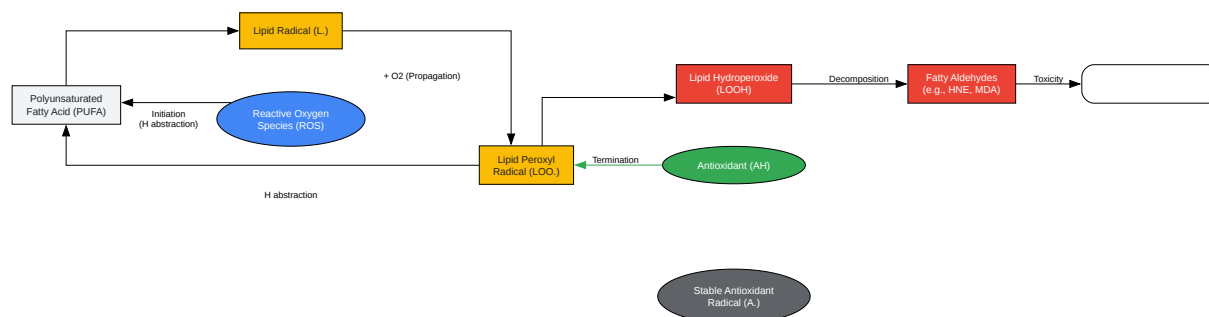 Lipid Radical (L.)
+ O2 (Propagation)
Polyunsaturated
Fatty Acid (PUFA)
Initiation
(H abstraction)
Reactive Oxygen
Species (ROS)
Lipid Hydroperoxide
(LOOH)
Decomposition
Fatty Aldehydes
(e.g., HNE, MDA)
Toxicity
Lipid Peroxyl
Radical (LOO.)
Termination
Antioxidant (AH)
H abstraction
Stable Antioxidant
Radical (A.)